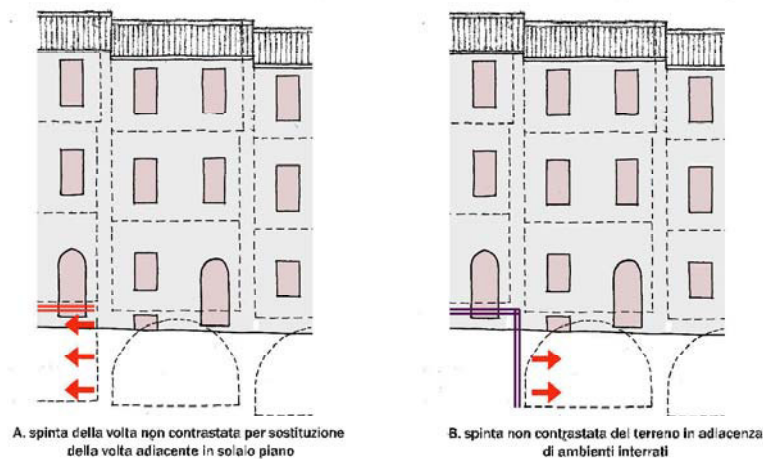 A. spinta della volta non contrastata per sostituzione
della volta adiacente in solaio piano
B. spinta non contrastata del terreno in adiacenza
di ambienti interrati